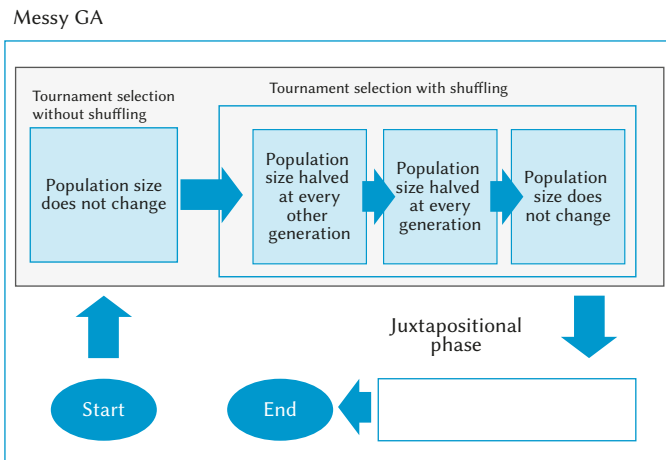 Messy GA
Tournament selection
without shuffling
Tournament selection with shuffling
Population size
does not change
Population
size halved
at every
other
generation
Population
size halved
at every
generation
Population
size does
not change
Juxtapositional
phase
Start
End